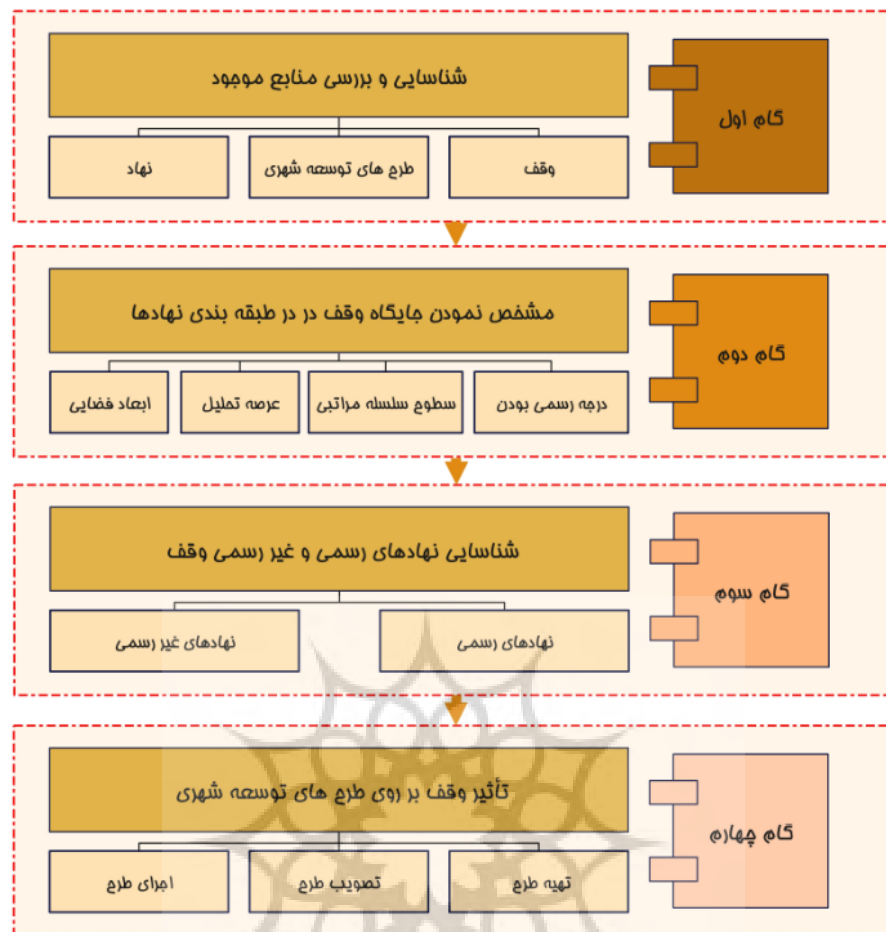 گام اول
شناسایی و بررسی منابع موجود
وقف
طرح های توسعه شهری
نهاد
گام دوم
مشخص نمودن جایگاه وقف در در طبقه بندی نهادها
درجه رسمی بودن
سطوح سلسله مراتبی
عرصه تحلیل
ابعاد فضایی
گام سوم
شناسایی نهادهای رسمی و غیر رسمی وقف
نهادهای رسمی
نهادهای غیر رسمی
گام چهارم
تأثیر وقف بر روی طرح های توسعه شهری
تهیه طرح
تصویب طرح
اجرای طرح